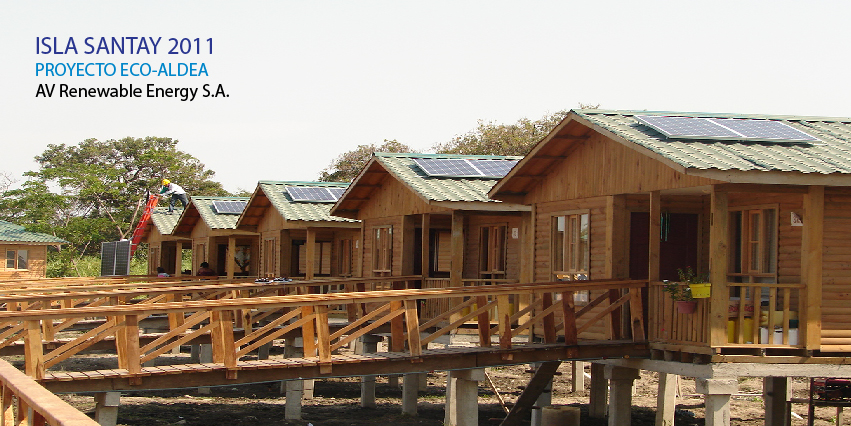 ISLA SANTAY 2011
PROYECTO ECO-ALDEA
AV Renewable Energy S.A.